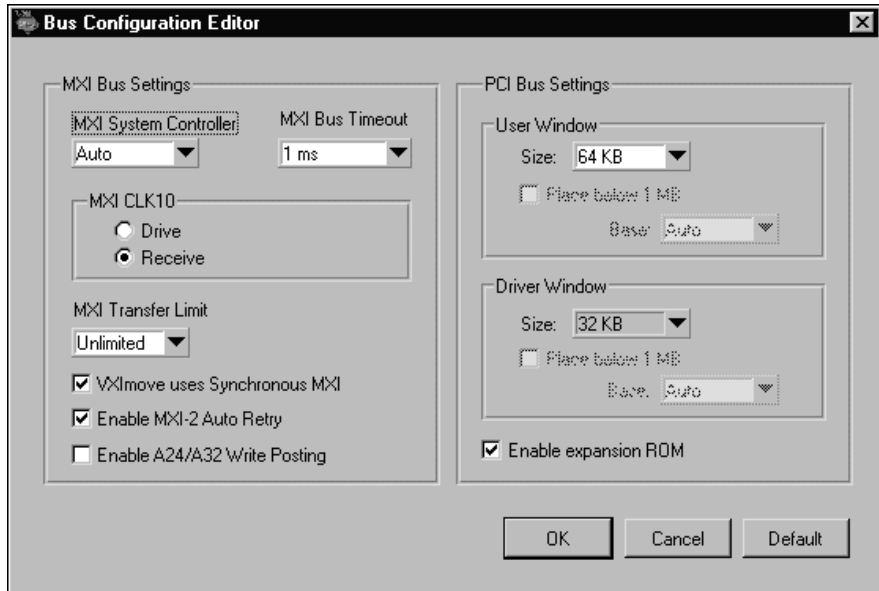 Bus Configuration Editor
MXI Bus Settings
MXI System Controller
Auto
MXI Bus Timeout
1 ms
MXI CLK10
Drive
Receive
MXI Transfer Limit
Unlimited
VXImove uses Synchronous MXI
Enable MXI-2 Auto Retry
Enable A24/A32 Write Posting
PCI Bus Settings
User Window
Size: 64 KB
Place below 1 MB
Base: Auto
Driver Window
Size: 32 KB
Place below 1 MB
Base: Auto
Enable expansion ROM
OK Cancel Default